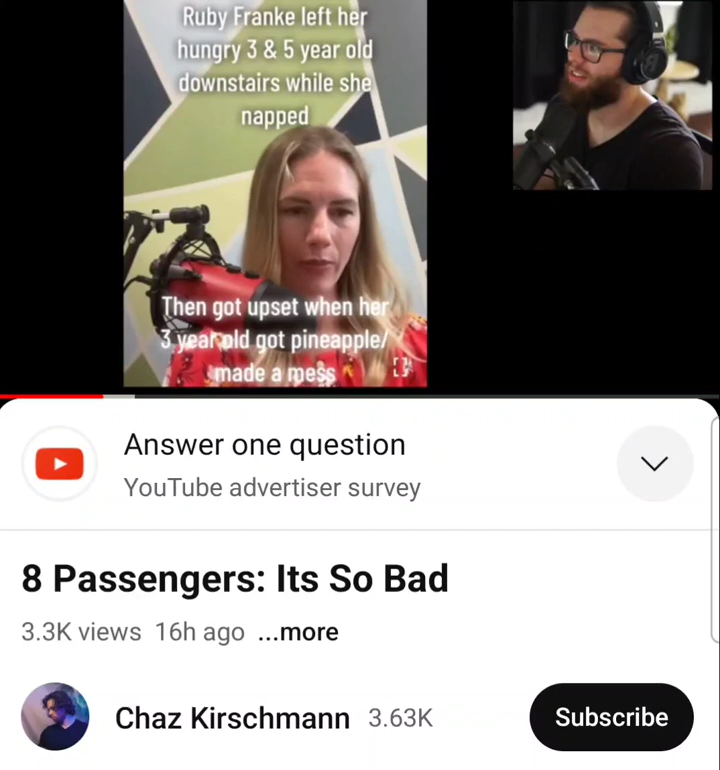 Ruby Franke left her
hungry 3 & 5 year old
downstairs while she
napped
Then got upset when her
3 year old got pineapple/
made a mess
Answer one question
YouTube advertiser survey
8 Passengers: Its So Bad
3.3K views 16h ago ...more
Chaz Kirschmann 3.63K
Subscribe